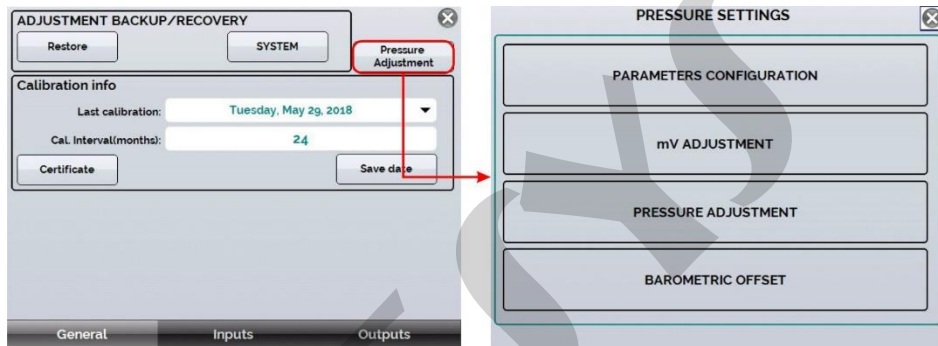 ADJUSTMENT BACKUP/RECOVERY
Restore
SYSTEM
Pressure
Adjustment
Calibration info
Last calibration:
Tuesday, May 29, 2018
Cal. Interval(months):
24
Certificate
Save date
General
Inputs
Outputs
PRESSURE SETTINGS
PARAMETERS CONFIGURATION
mV ADJUSTMENT
PRESSURE ADJUSTMENT
BAROMETRIC OFFSET